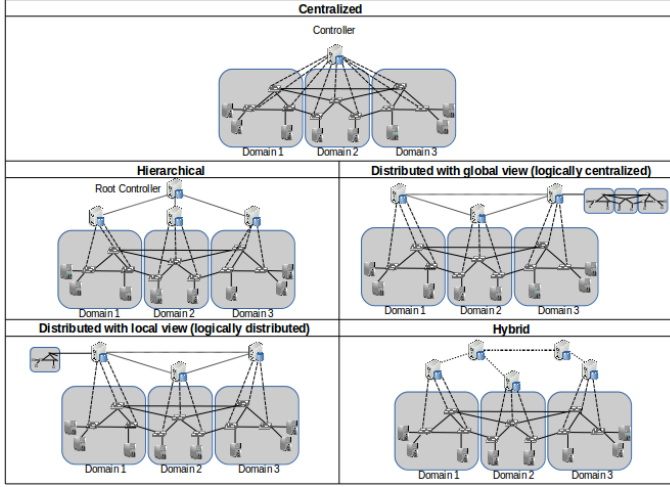 Centralized
Controller
Domain 1 Domain 2 Domain 3
Hierarchical
Root Controller
Domain 1 Domain 2 Domain 3
Distributed with global view (logically centralized)
Domain 1 Domain 2 Domain 3
Distributed with local view (logically distributed)
Domain 1 Domain 2 Domain 3
Hybrid
Domain 1 Domain 2 Domain 3